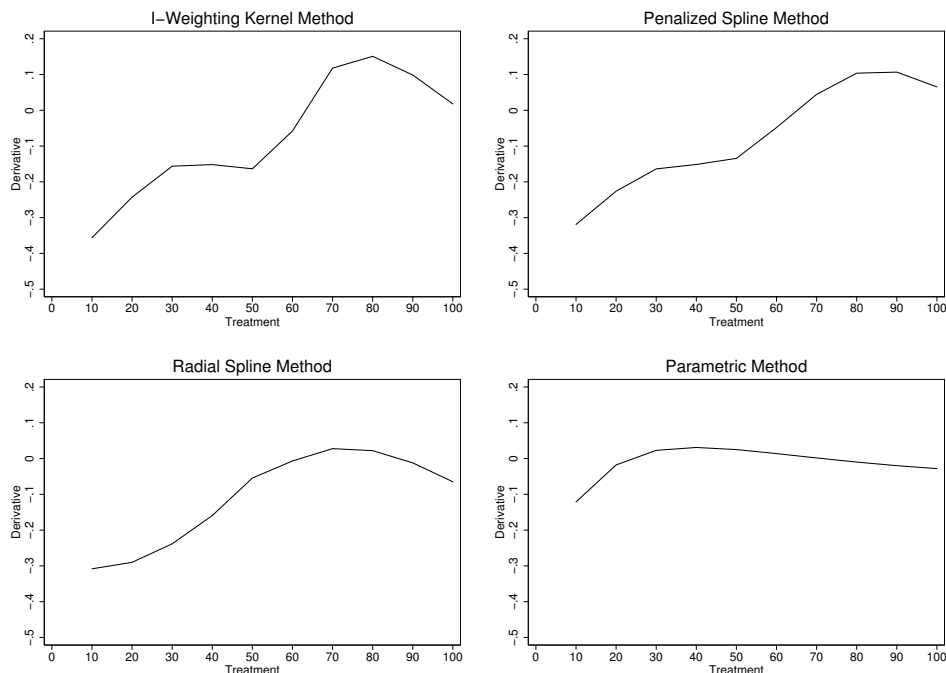 I−Weighting Kernel Method
Derivative
.2
.1
0
−.1
−.2
−.3
−.4
−.5
0 10 20 30 40 50 60 70 80 90 100
Treatment
Penalized Spline Method
Derivative
.2
.1
0
−.1
−.2
−.3
−.4
−.5
0 10 20 30 40 50 60 70 80 90 100
Treatment
Radial Spline Method
Derivative
.2
.1
0
−.1
−.2
−.3
−.4
−.5
0 10 20 30 40 50 60 70 80 90 100
Treatment
Parametric Method
Derivative
.2
.1
0
−.1
−.2
−.3
−.4
−.5
0 10 20 30 40 50 60 70 80 90 100
Treatment